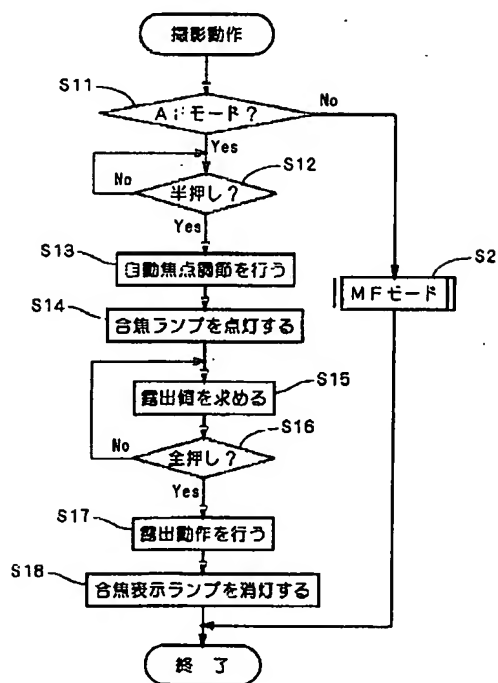 撮影動作
S11
AFモード？
No
Yes
S12
No
半押し？
Yes
S13
自動焦点調節を行う
S2
MFモード
S14
合焦ランプを点灯する
S15
露出値を求める
S16
No
全押し？
Yes
S17
露出動作を行う
S18
合焦表示ランプを消灯する
終 了